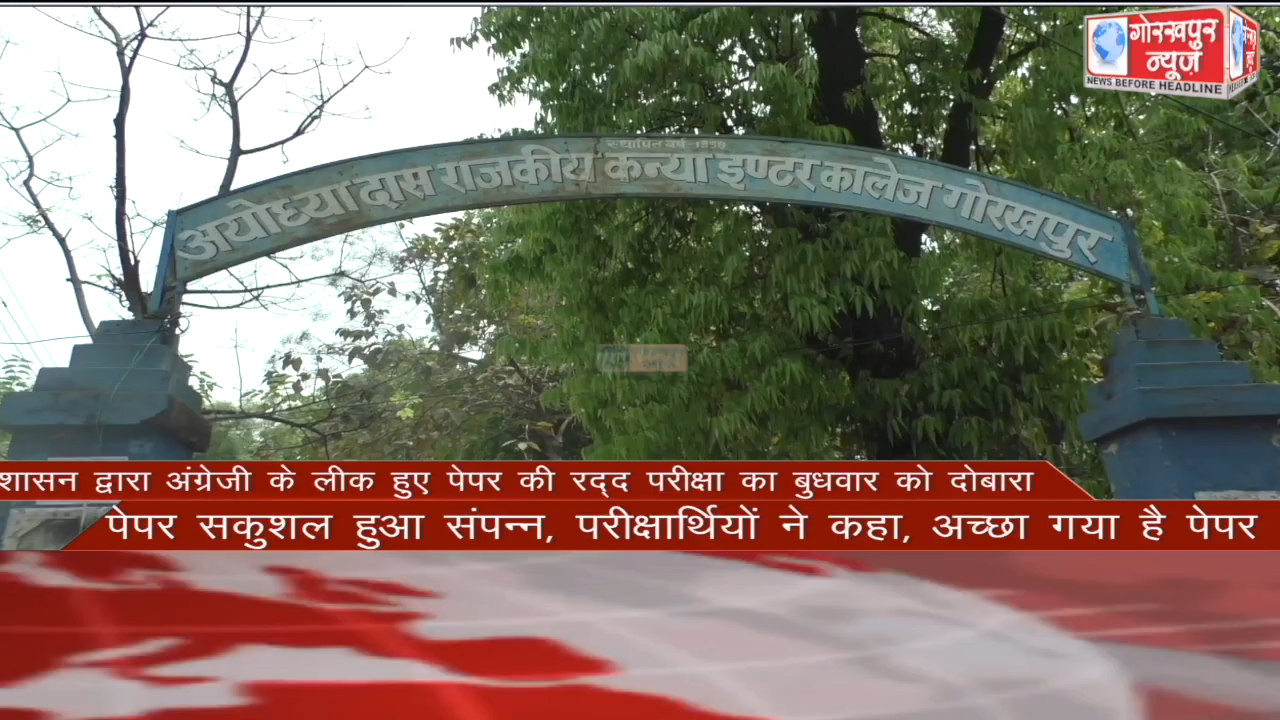 गोरखपुर
न्यूज़
NEWS BEFORE HEADLINE
स्थापित वर्ष-
अयोध्या दास राजकीय कन्या इण्टर कालेज गोरखपुर
शासन द्वारा अंग्रेजी के लीक हुए पेपर की रद्द परीक्षा का बुधवार को दोबारा
पेपर सकुशल हुआ संपन्न, परीक्षार्थियों ने कहा, अच्छा गया है पेपर